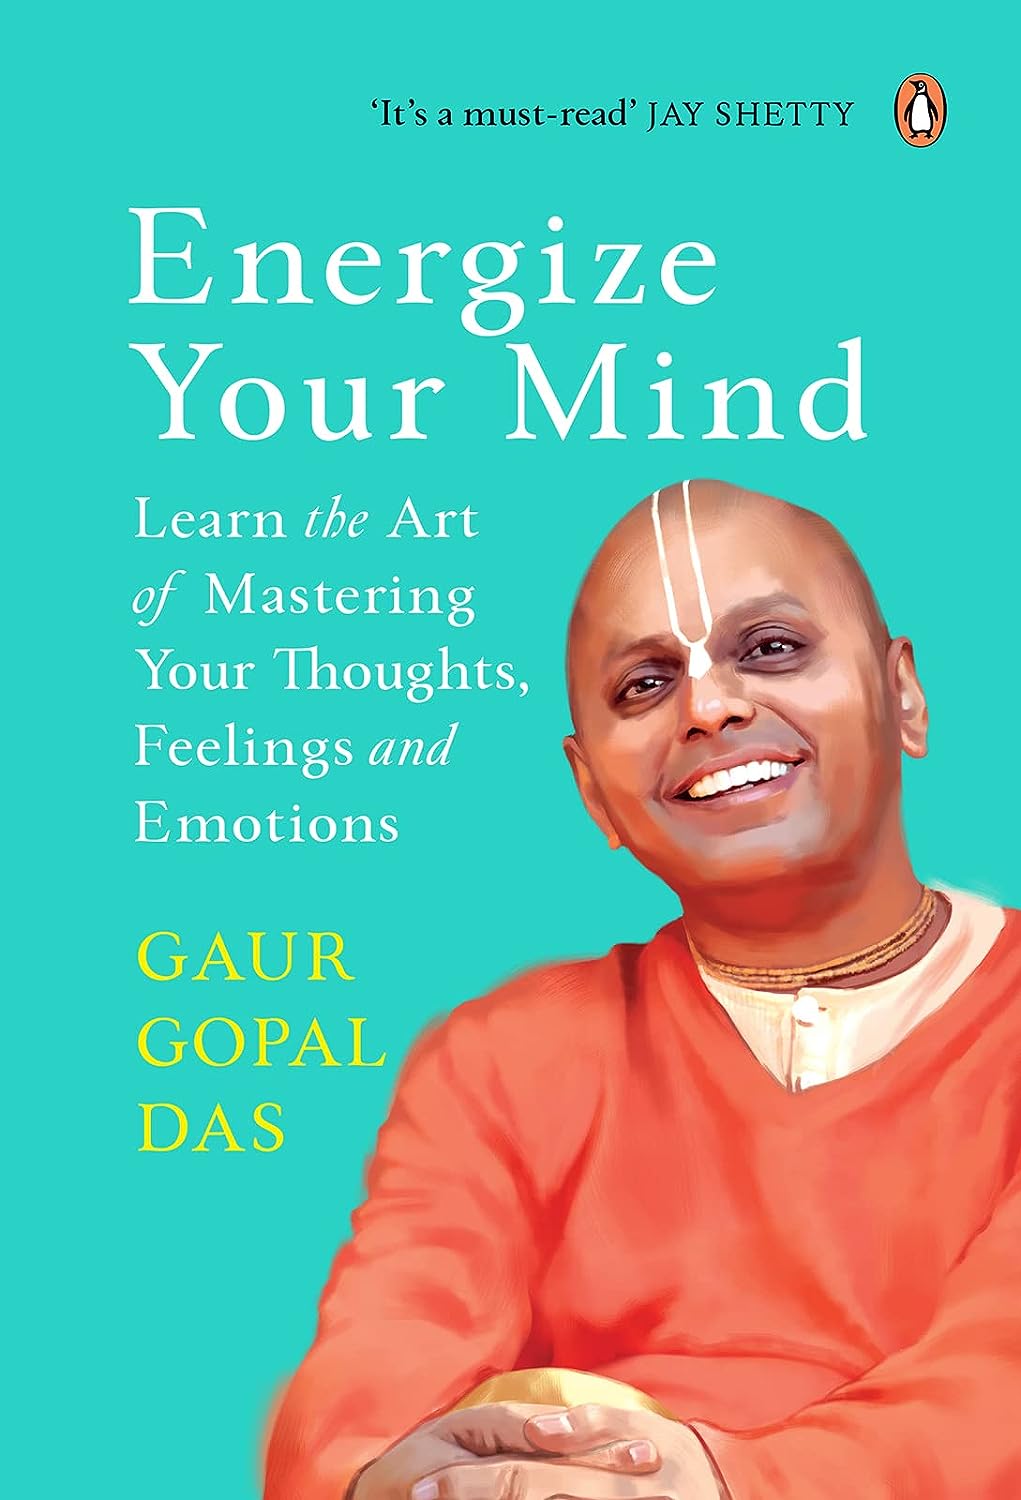 ‘It’s a must-read’ JAY SHETTY
Energize
Your Mind
Learn the Art
of Mastering
Your Thoughts,
Feelings and
Emotions
GAUR
GOPAL
DAS